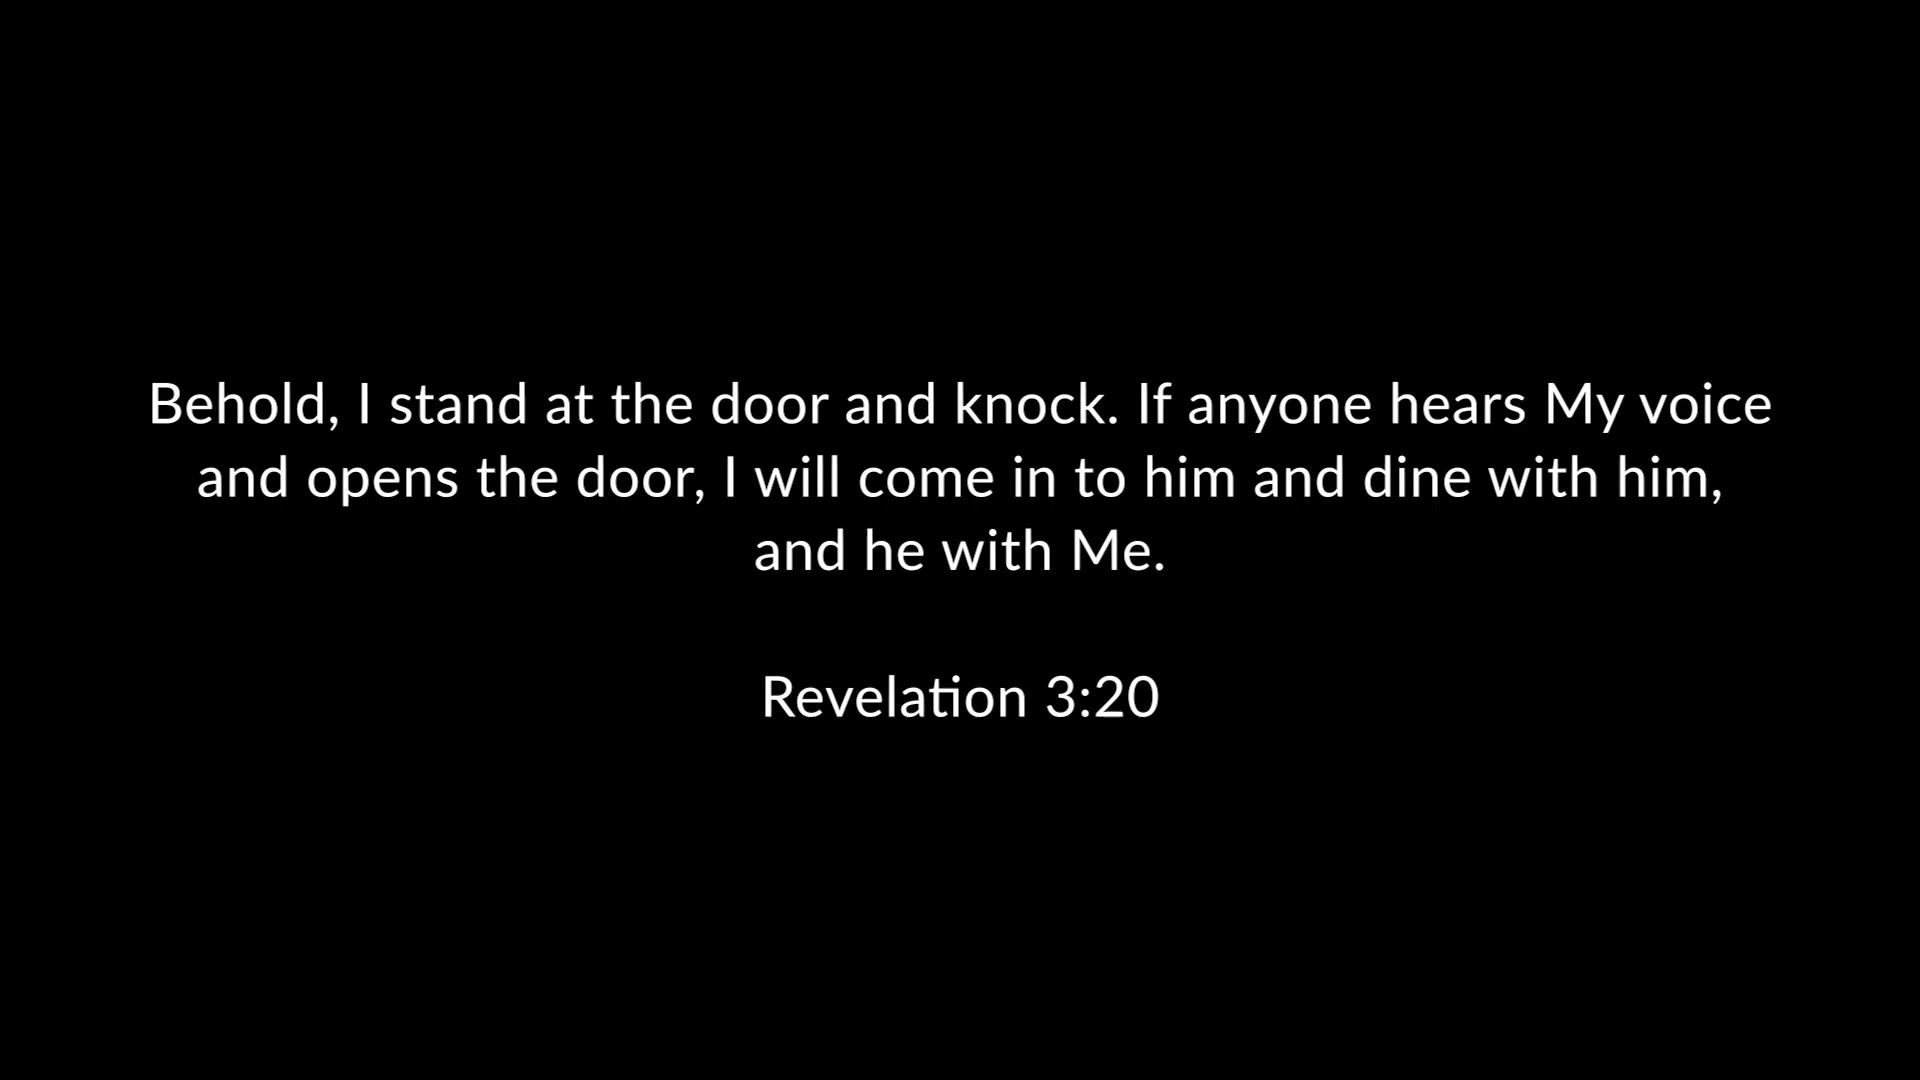 Behold, I stand at the door and knock. If anyone hears My voice
and opens the door, I will come in to him and dine with him,
and he with Me.
Revelation 3:20